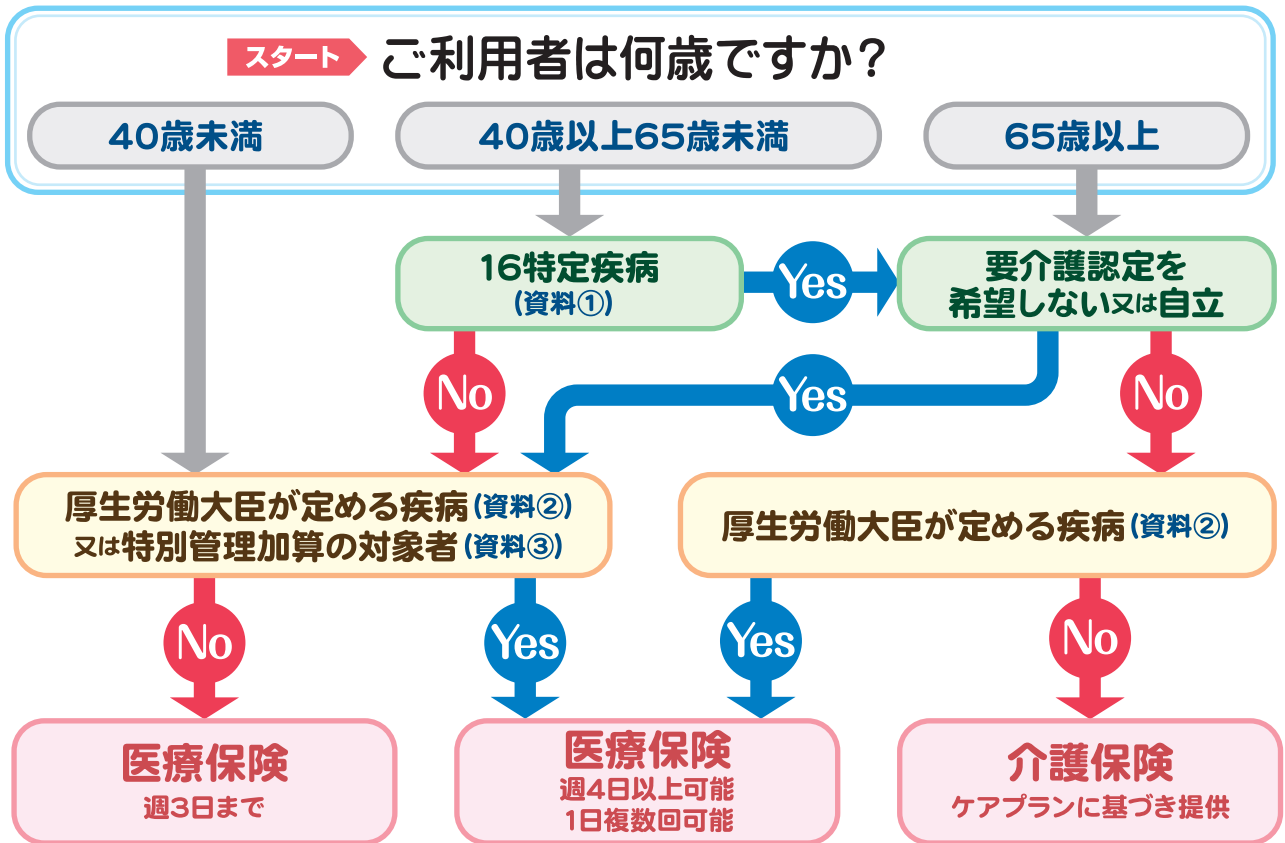 スタート ご利用者は何歳ですか？
40歳未満
40歳以上65歳未満
65歳以上
16特定疾病
(資料①)
Yes
要介護認定を
希望しない又は自立
No
Yes
No
厚生労働大臣が定める疾病(資料②)
又は特別管理加算の対象者(資料③)
厚生労働大臣が定める疾病(資料②)
No
Yes
Yes
No
医療保険
週3日まで
医療保険
週4日以上可能
1日複数回可能
介護保険
ケアプランに基づき提供